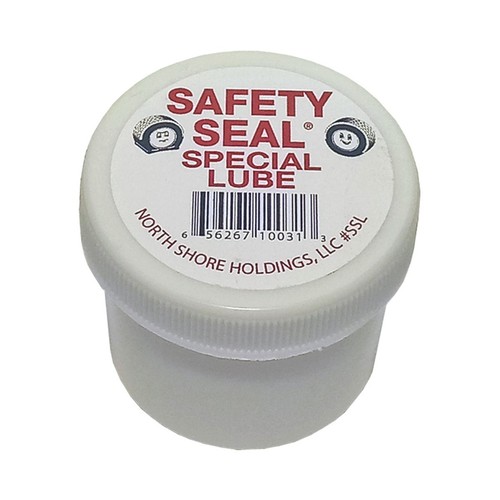 SAFETY
SEAL®
SPECIAL
LUBE
6 56267 10031 3
NORTH SHORE HOLDINGS, LLC #SSL